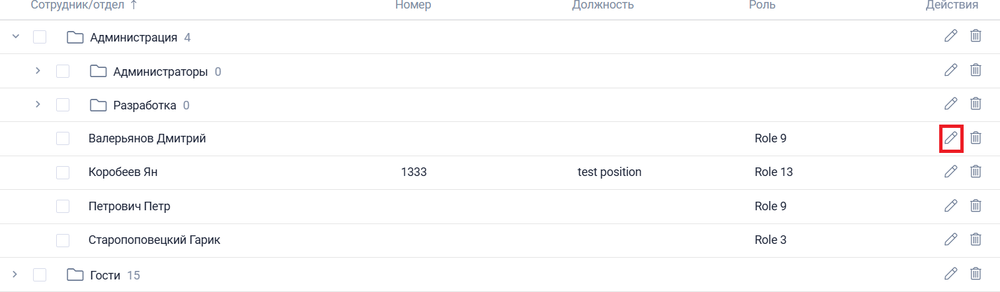 Сотрудник/отдел ↑ Номер Должность Роль Действия
Администрация 4
Администраторы 0
Разработка 0
Валерьянов Дмитрий Role 9
Коробеев Ян 1333 test position Role 13
Петрович Петр Role 9
Старопоповецкий Гарик Role 3
Гости 15